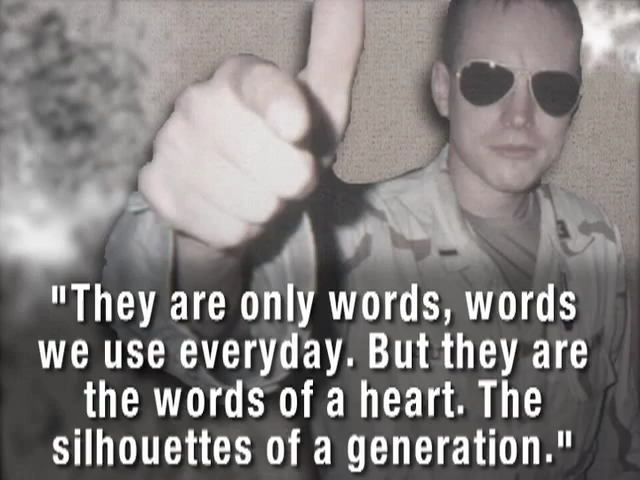 "They are only words, words
we use everyday. But they are
the words of a heart. The
silhouettes of a generation."